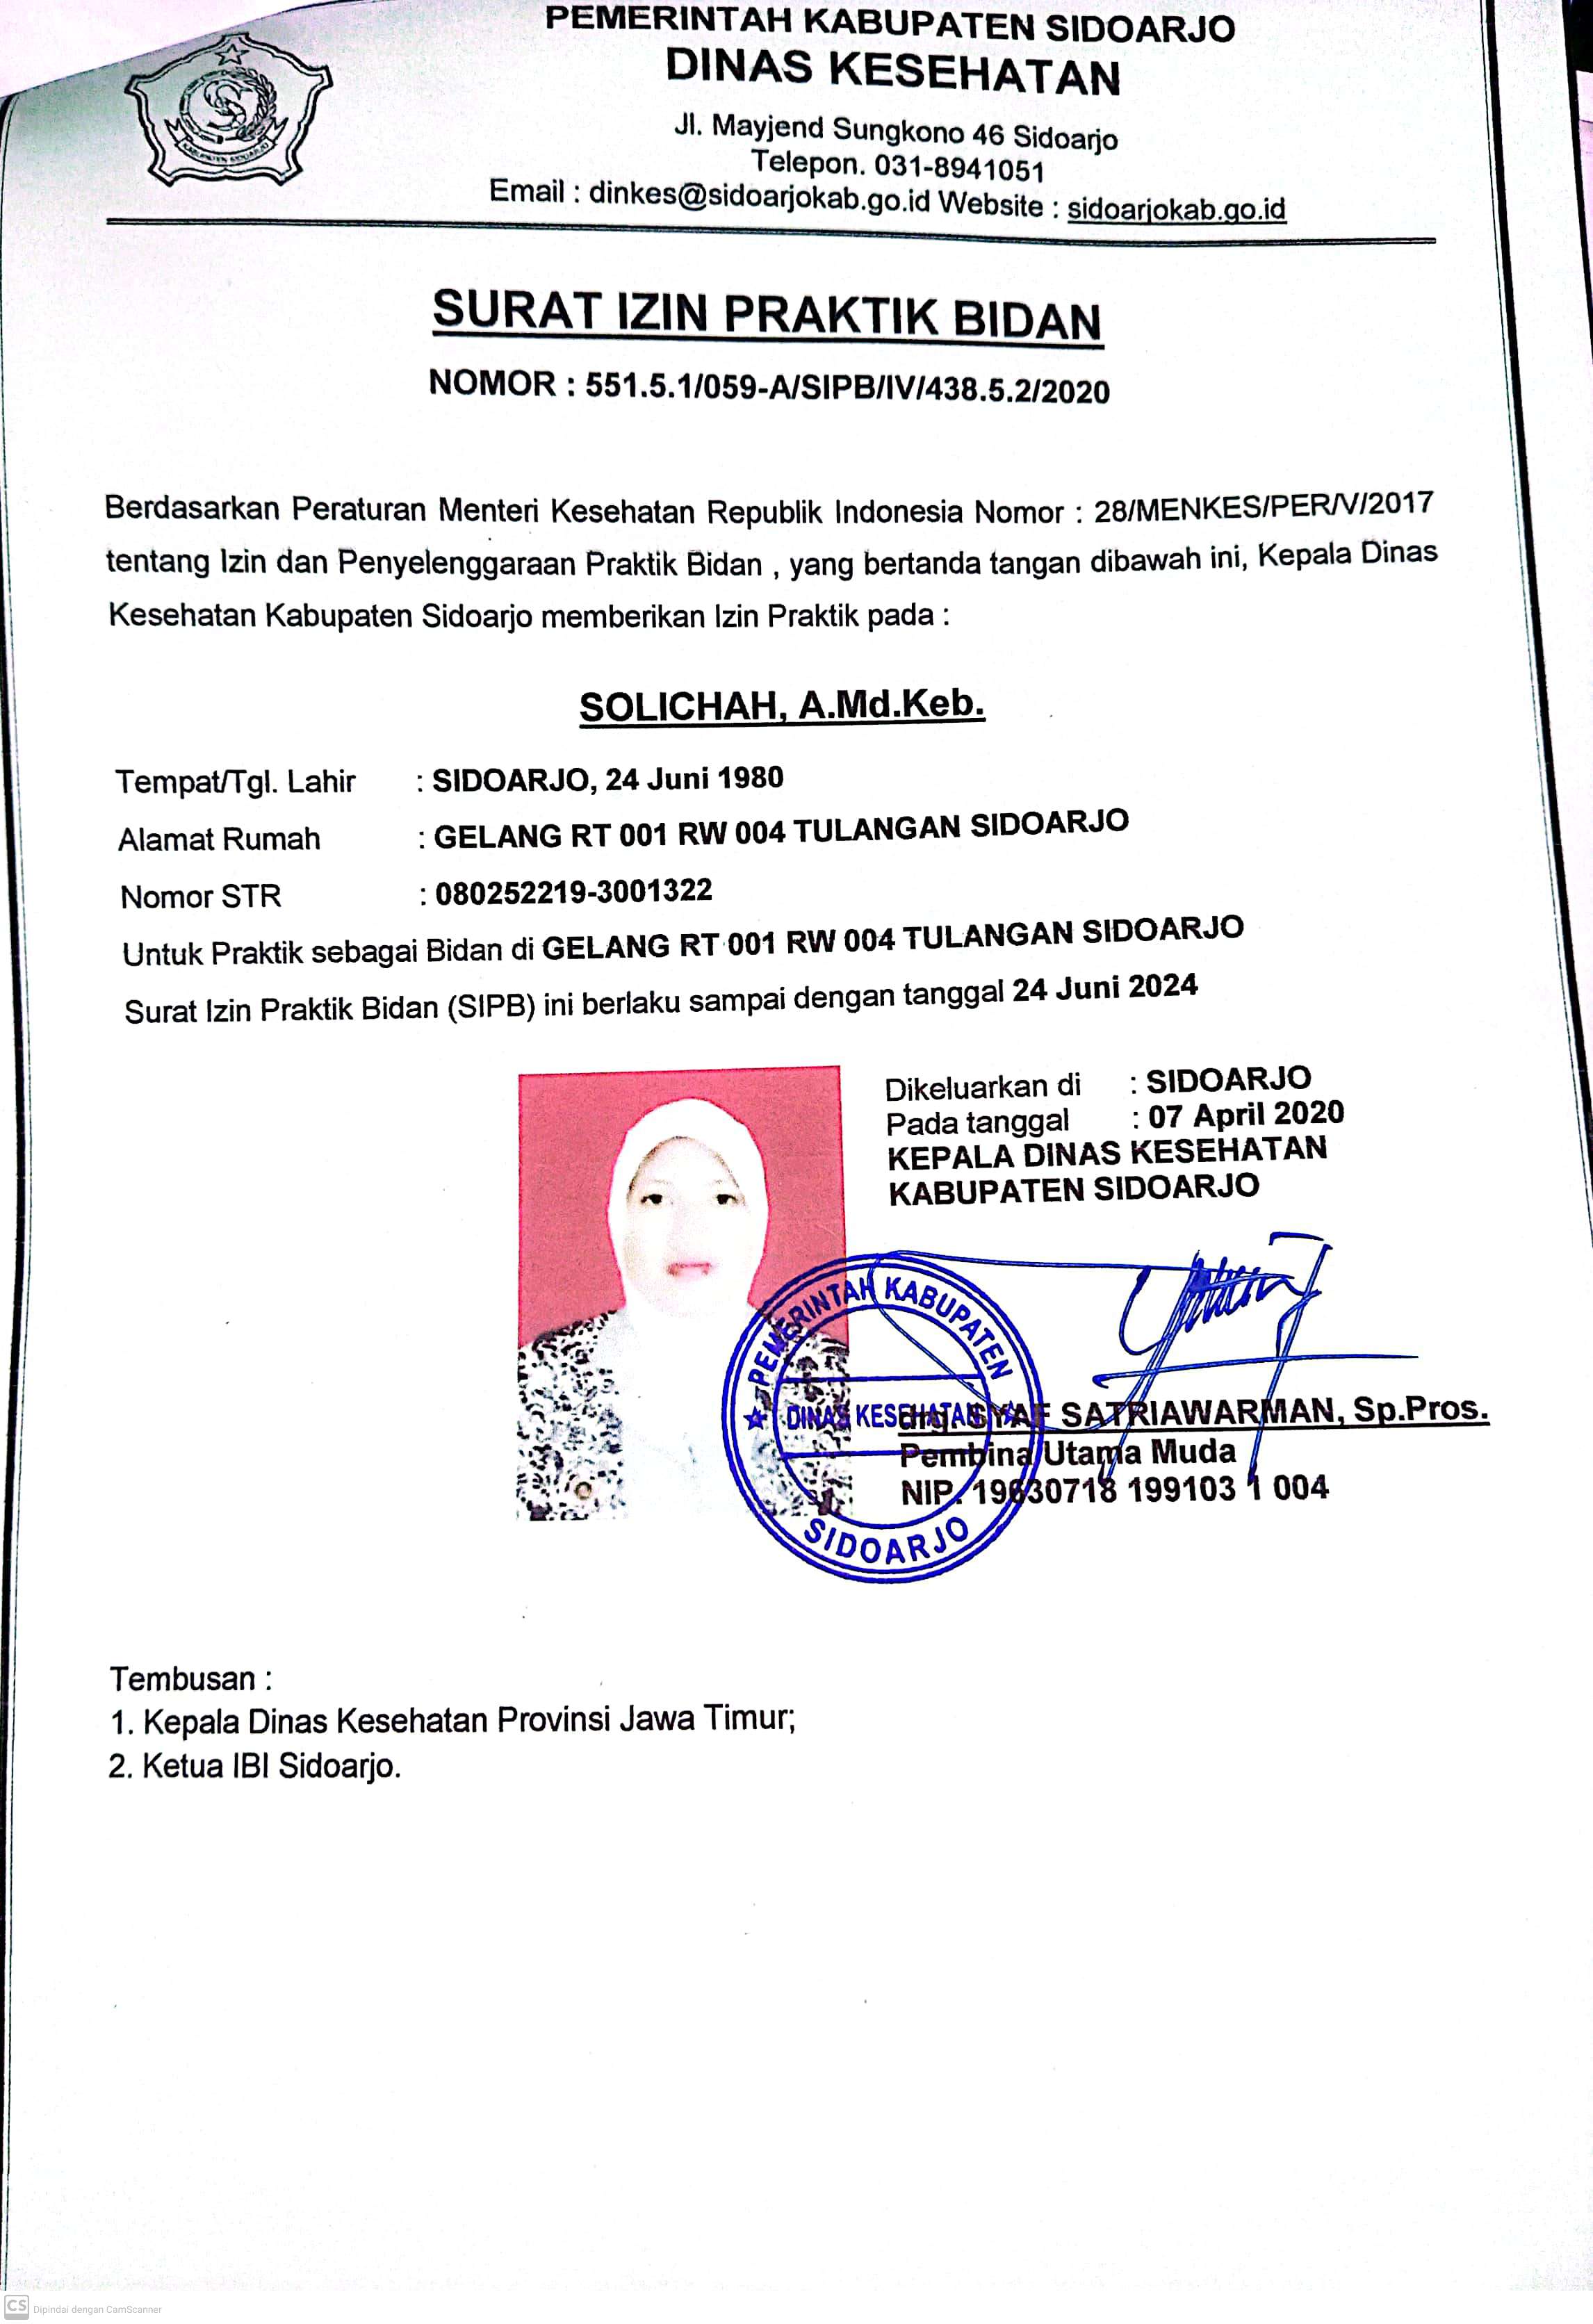 PEMERINTAH KABUPATEN SIDOARJO
DINAS KESEHATAN
Jl. Mayjend Sungkono 46 Sidoarjo
Telepon. 031-8941051
Email : dinkes@sidoarjokab.go.id Website : sidoarjokab.go.id
KABUPATEN SIDOARJO
SURAT IZIN PRAKTIK BIDAN
NOMOR : 551.5.1/059-A/SIPB/IV/438.5.2/2020
Berdasarkan Peraturan Menteri Kesehatan Republik Indonesia Nomor : 28/MENKES/PER/V/2017
tentang Izin dan Penyelenggaraan Praktik Bidan , yang bertanda tangan dibawah ini, Kepala Dinas
Kesehatan Kabupaten Sidoarjo memberikan Izin Praktik pada :
SOLICHAH, A.Md.Keb.
Tempat/Tgl. Lahir : SIDOARJO, 24 Juni 1980
Alamat Rumah : GELANG RT 001 RW 004 TULANGAN SIDOARJO
Nomor STR : 080252219-3001322
Untuk Praktik sebagai Bidan di GELANG RT 001 RW 004 TULANGAN SIDOARJO
Surat Izin Praktik Bidan (SIPB) ini berlaku sampai dengan tanggal 24 Juni 2024
Dikeluarkan di : SIDOARJO
Pada tanggal : 07 April 2020
KEPALA DINAS KESEHATAN
KABUPATEN SIDOARJO
PEMERINTAH KABUPATEN
DINAS KESEHATAN
SIDOARJO
SATRIAWARMAN, Sp.Pros.
Pembina Utama Muda
NIP. 19630718 199103 1 004
Tembusan :
1. Kepala Dinas Kesehatan Provinsi Jawa Timur;
2. Ketua IBI Sidoarjo.
CS Dipindai dengan CamScanner